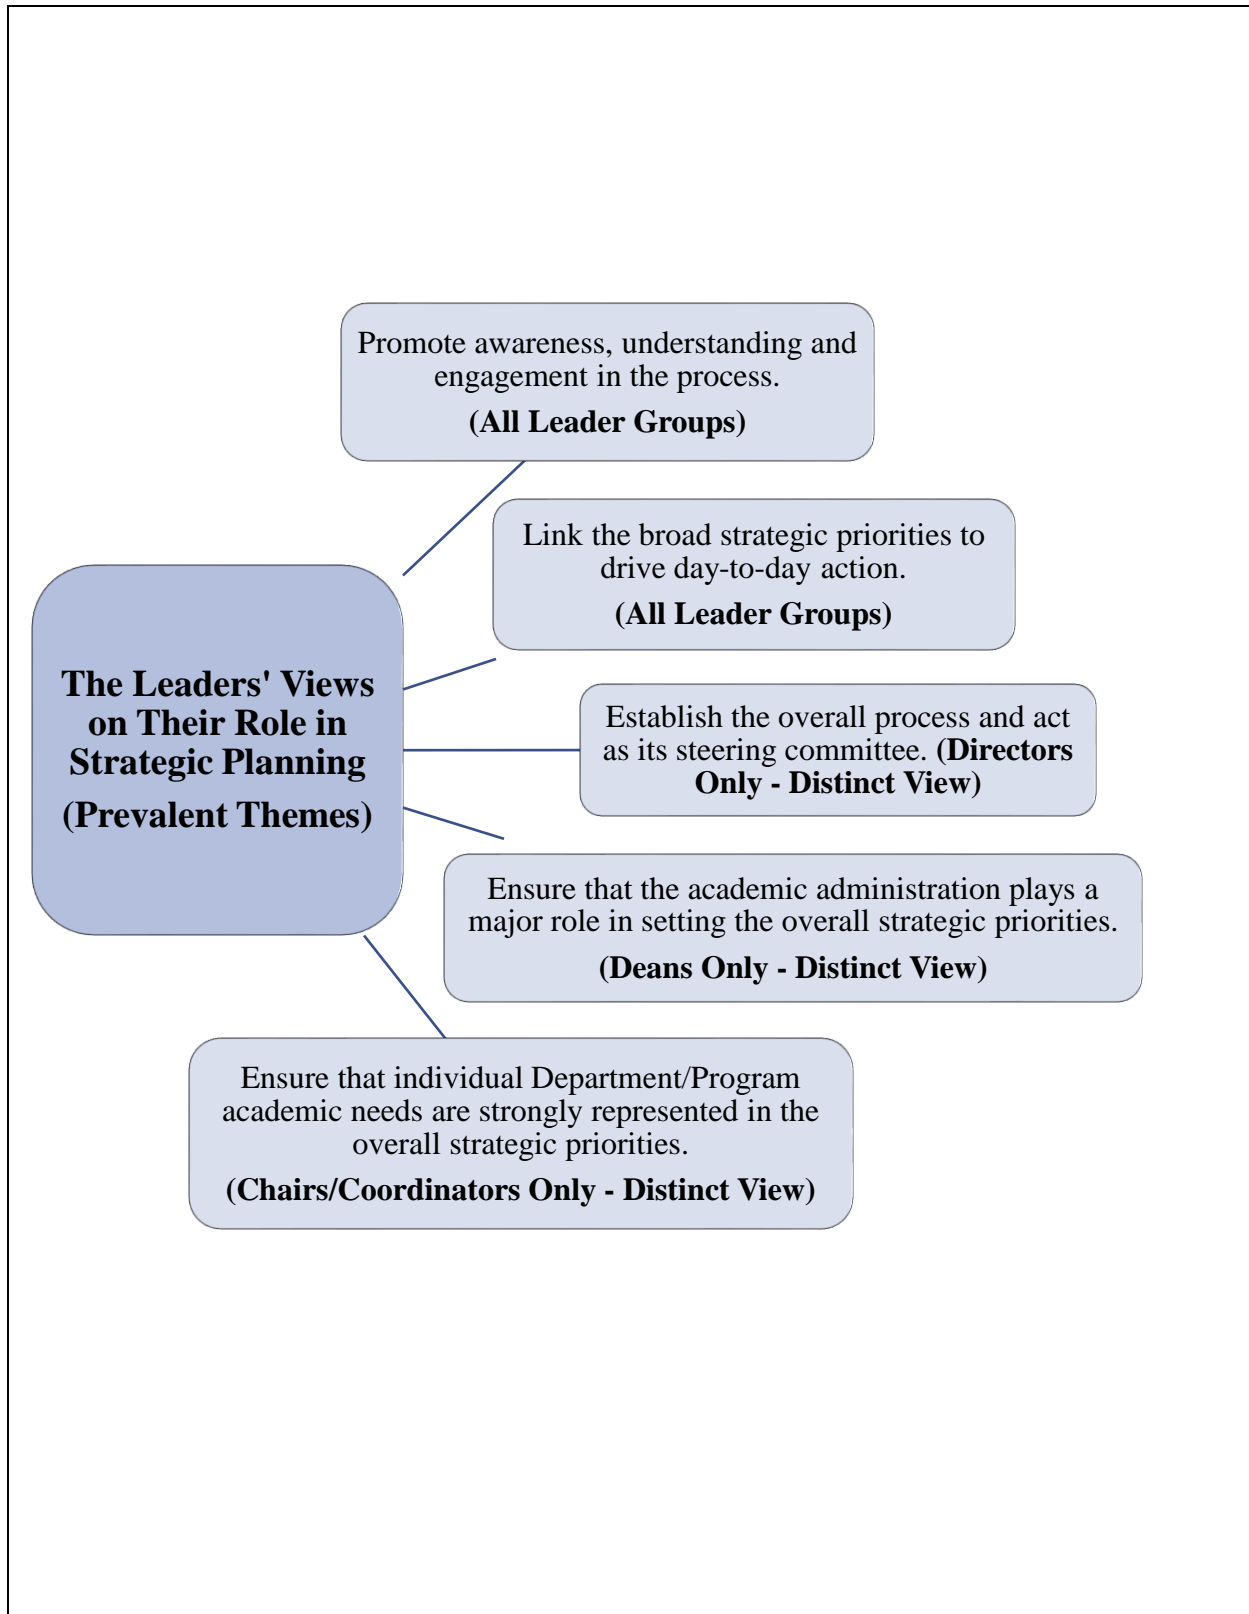 Promote awareness, understanding and
engagement in the process.
(All Leader Groups)
Link the broad strategic priorities to
drive day-to-day action.
(All Leader Groups)
The Leaders' Views
on Their Role in
Strategic Planning
(Prevalent Themes)
Establish the overall process and act
as its steering committee. (Directors
Only - Distinct View)
Ensure that the academic administration plays a
major role in setting the overall strategic priorities.
(Deans Only - Distinct View)
Ensure that individual Department/Program
academic needs are strongly represented in the
overall strategic priorities.
(Chairs/Coordinators Only - Distinct View)